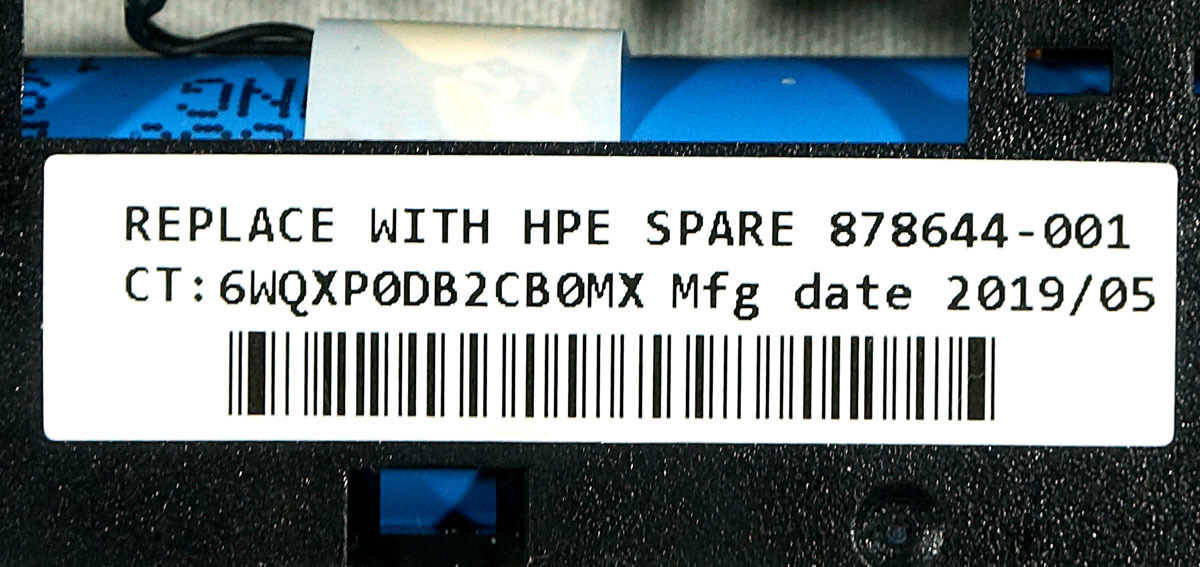 REPLACE WITH HPE SPARE 878644-001
CT:6WQXP0DB2CB0MX Mfg date 2019/05